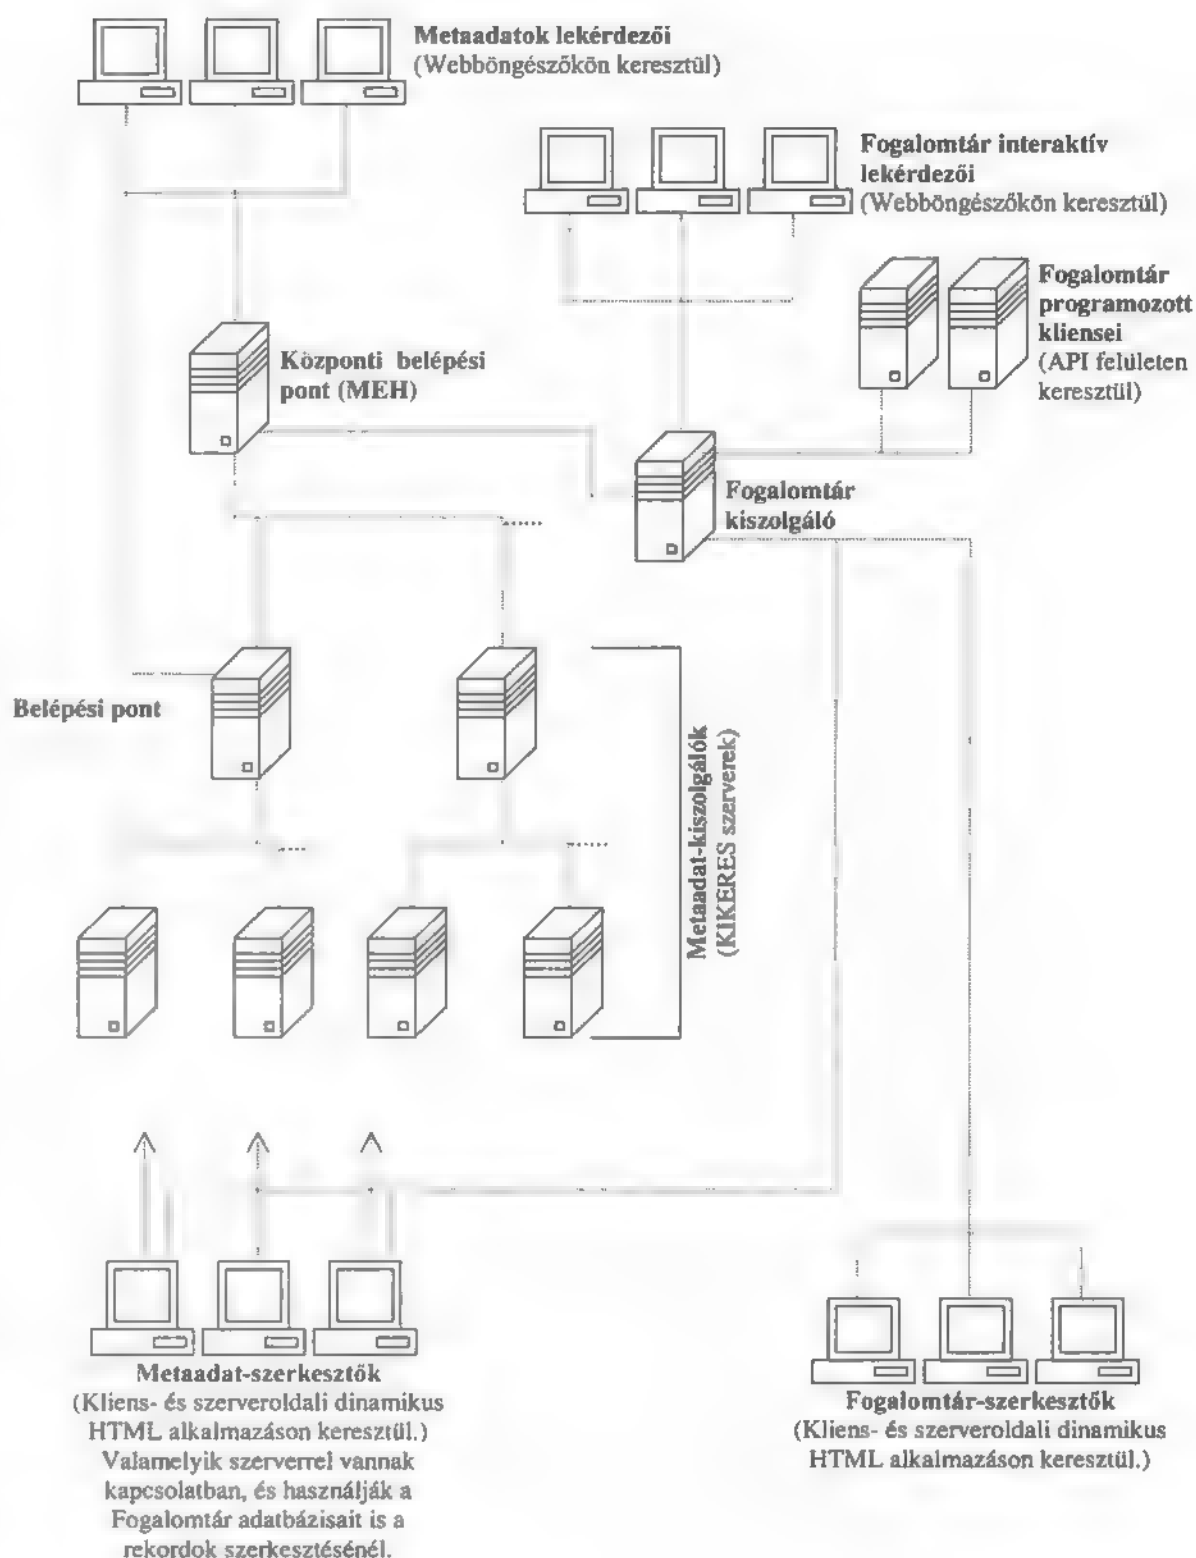 Metaadatok lekérdezői
(Webböngészőkön keresztül)
Fogalomtár interaktív
lekérdezői
(Webböngészőkön keresztül)
Fogalomtár
programozott
kliensei
(API felületen
keresztül)
Központi belépési
pont (MEH)
Fogalomtár
kiszolgáló
Belépési pont
Metaadat-kiszolgálók
(KIKERES szerverek)
Metaadat-szerkesztők
(Kliens- és szerveroldali dinamikus
HTML alkalmazáson keresztül.)
Valamelyik szerverrel vannak
kapcsolatban, és használják a
Fogalomtár adatbázisait is a
rekordok szerkesztésénél.
Fogalomtár-szerkesztők
(Kliens- és szerveroldali dinamikus
HTML alkalmazáson keresztül.)